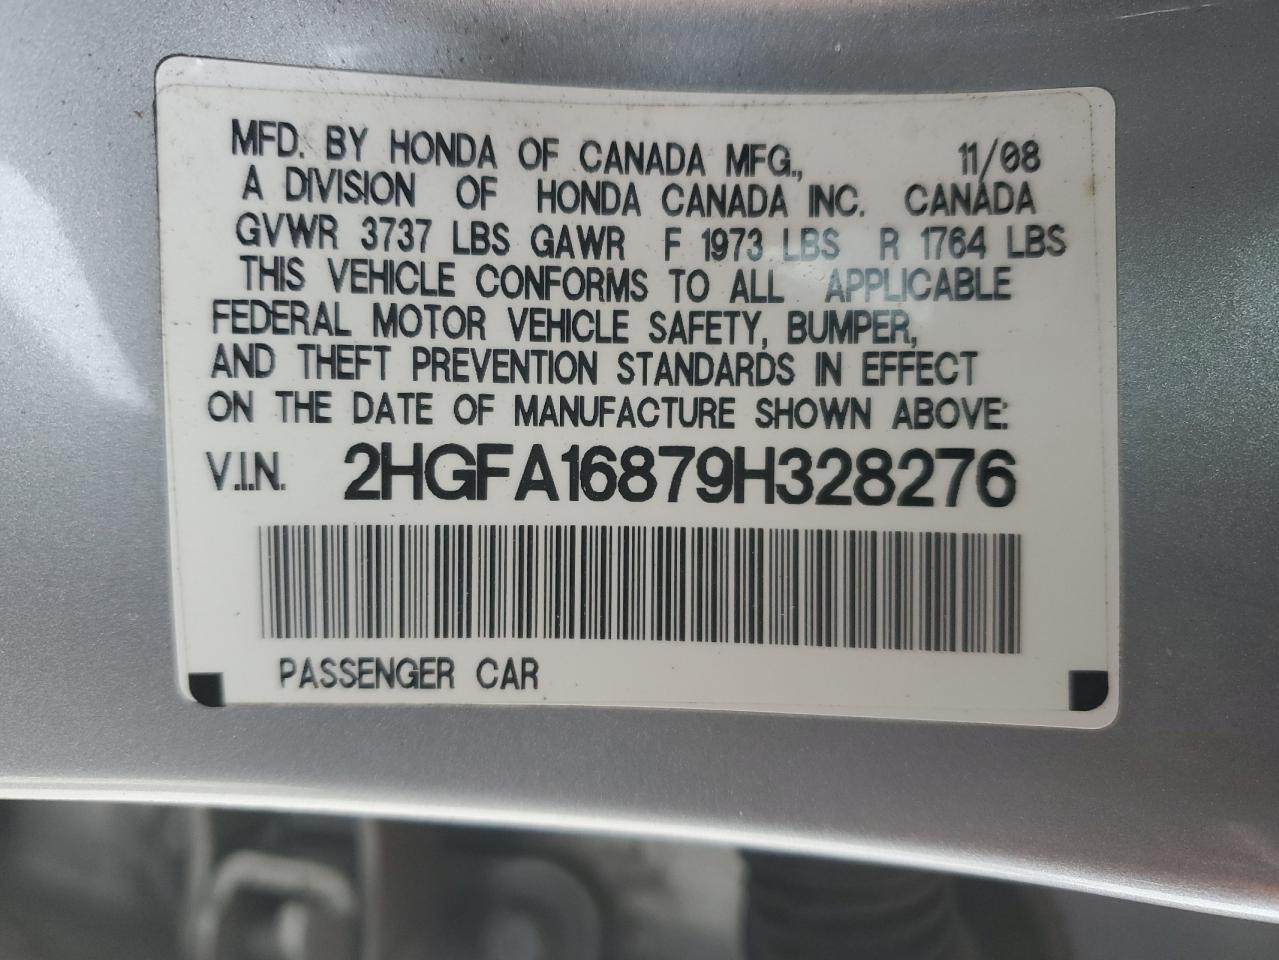 MFD. BY HONDA OF CANADA MFG., 11/08
A DIVISION OF HONDA CANADA INC. CANADA
GVWR 3737 LBS GAWR F 1973 LBS R 1764 LBS
THIS VEHICLE CONFORMS TO ALL APPLICABLE
FEDERAL MOTOR VEHICLE SAFETY, BUMPER,
AND THEFT PREVENTION STANDARDS IN EFFECT
ON THE DATE OF MANUFACTURE SHOWN ABOVE:
V.I.N. 2HGFA16879H328276
PASSENGER CAR